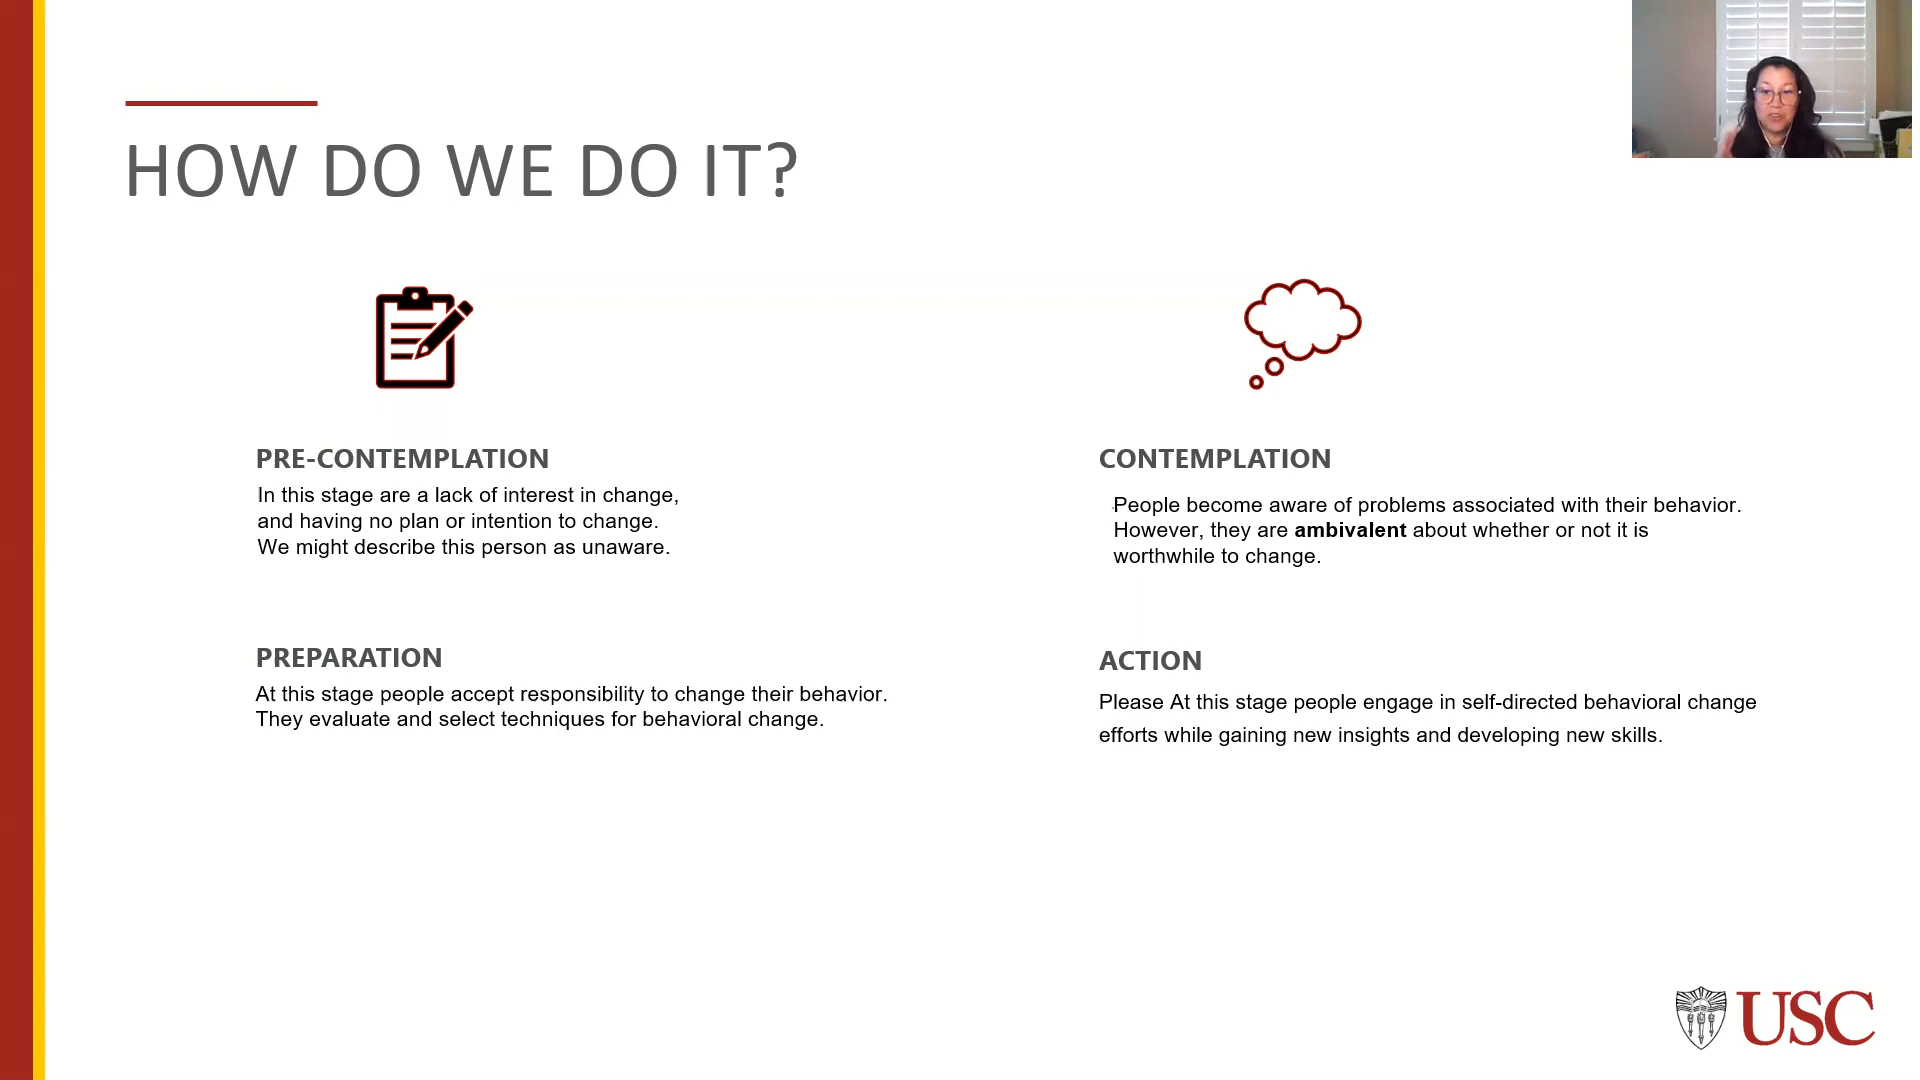 HOW DO WE DO IT?
PRE-CONTEMPLATION
In this stage are a lack of interest in change,
and having no plan or intention to change.
We might describe this person as unaware.
CONTEMPLATION
People become aware of problems associated with their behavior.
However, they are ambivalent about whether or not it is
worthwhile to change.
PREPARATION
At this stage people accept responsibility to change their behavior.
They evaluate and select techniques for behavioral change.
ACTION
Please At this stage people engage in self-directed behavioral change
efforts while gaining new insights and developing new skills.
USC